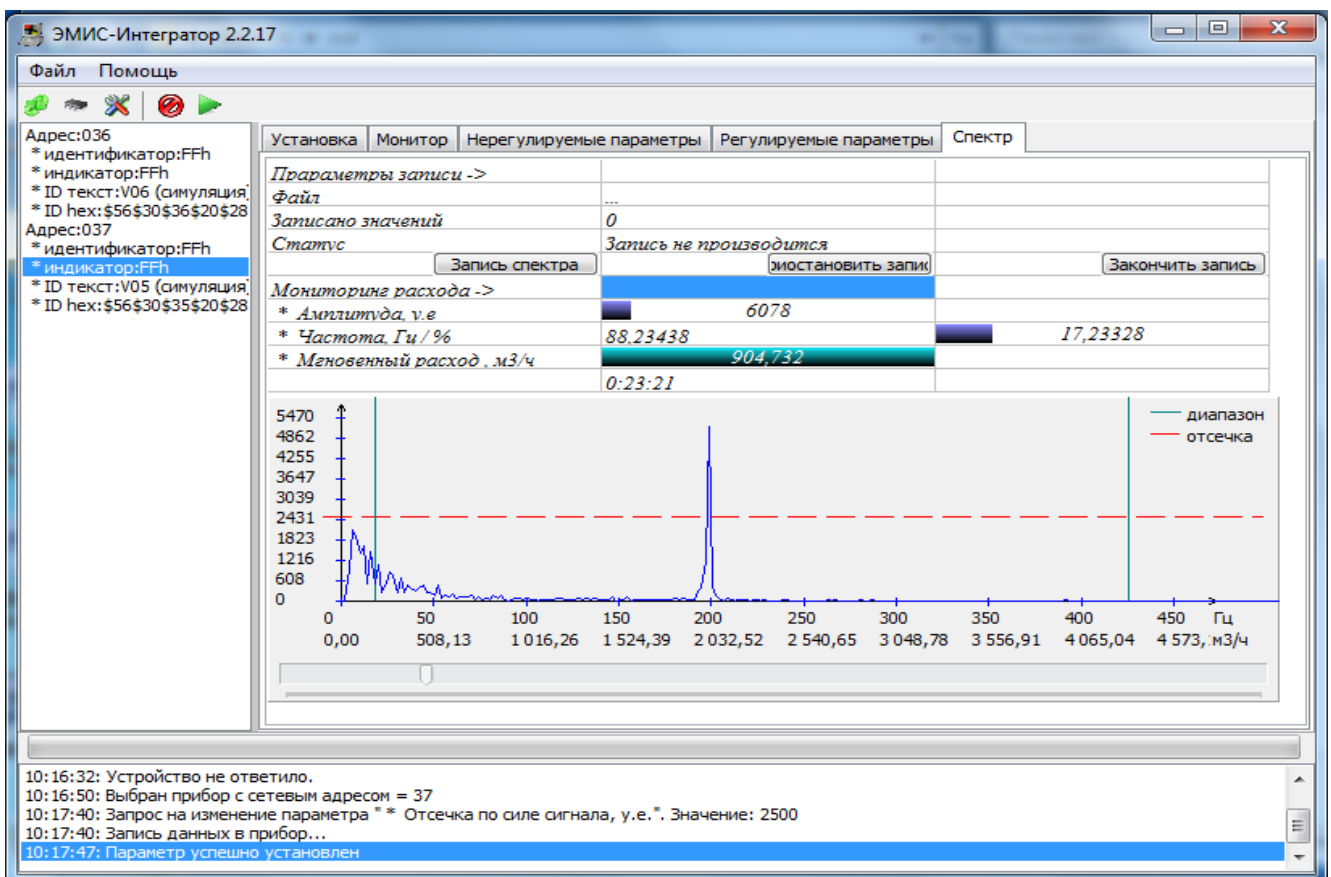 ЭМИС-Интегратор 2.2.17
Файл Помощь
Адрес:036
* идентификатор:FFh
* индикатор:FFh
* ID текст:V06 (симуляция)
* ID hex:$56$30$36$20$28
Адрес:037
* идентификатор:FFh
* индикатор:FFh
* ID текст:V05 (симуляция)
* ID hex:$56$30$35$20$28
Установка Монитор Нерегулируемые параметры Регулируемые параметры Спектр
Прараметры записи ->
Файл ...
Записано значений 0
Статус Запись не производится
Запись спектра риостановить запис Закончить запись
Мониторинг расхода ->
* Амплитуда, у.е 6078
* Частота, Гц / % 88,23438 17,23328
* Мгновенный расход , м3/ч 904,732
0:23:21
5470
4862
4255
3647
3039
2431
1823
1216
608
0
диапазон
отсечка
0 50 100 150 200 250 300 350 400 450 Гц
0,00 508,13 1 016,26 1 524,39 2 032,52 2 540,65 3 048,78 3 556,91 4 065,04 4 573, м3/ч
10:16:32: Устройство не ответило.
10:16:50: Выбран прибор с сетевым адресом = 37
10:17:40: Запрос на изменение параметра " * Отсечка по силе сигнала, у.е.". Значение: 2500
10:17:40: Запись данных в прибор...
10:17:47: Параметр успешно установлен